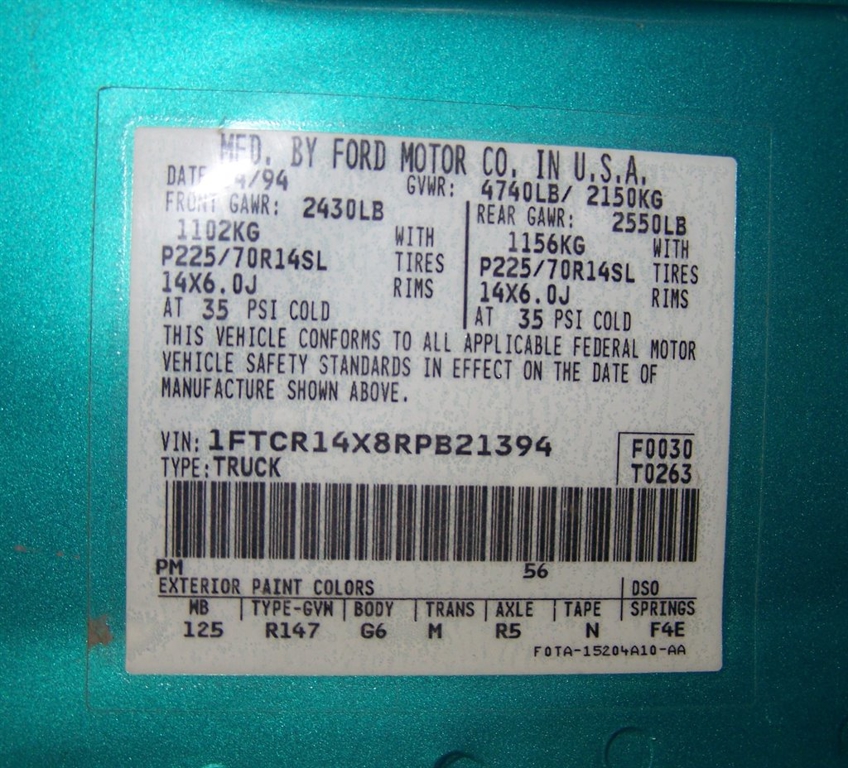 MFD. BY FORD MOTOR CO. IN U.S.A.
DATE 4/94 GVWR: 4740LB/ 2150KG
FRONT GAWR: 2430LB REAR GAWR: 2550LB
1102KG WITH 1156KG WITH
P225/70R14SL TIRES P225/70R14SL TIRES
14X6.0J RIMS 14X6.0J RIMS
AT 35 PSI COLD AT 35 PSI COLD
THIS VEHICLE CONFORMS TO ALL APPLICABLE FEDERAL MOTOR
VEHICLE SAFETY STANDARDS IN EFFECT ON THE DATE OF
MANUFACTURE SHOWN ABOVE.
VIN: 1FTCR14X8RPB21394 F0030
TYPE: TRUCK T0263
PM 56
EXTERIOR PAINT COLORS DSO
WB TYPE-GVW BODY TRANS AXLE TAPE SPRINGS
125 R147 G6 M R5 N F4E
F0TA-15204A10-AA